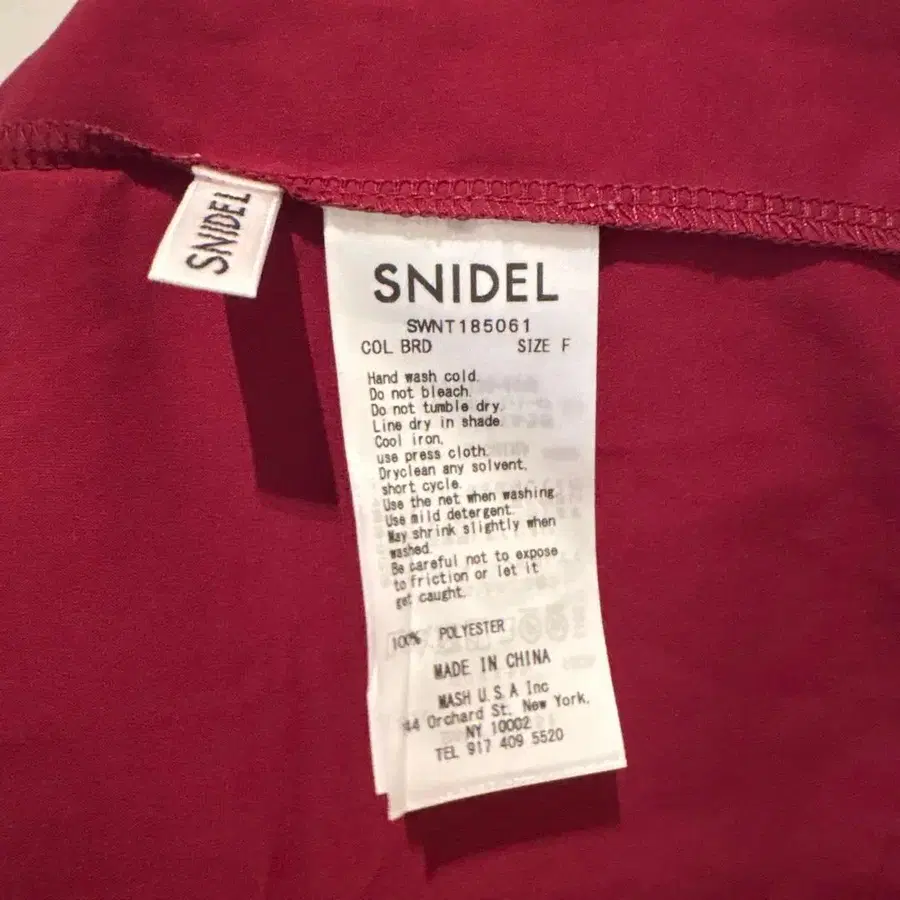 SNIDEL
SNIDEL
SWNT185061
COL BRD SIZE F
Hand wash cold.
Do not bleach.
Do not tumble dry.
Line dry in shade.
Cool iron,
use press cloth.
Dryclean any solvent,
short cycle.
Use the net when washing
Use mild detergent.
May shrink slightly when
washed.
Be careful not to expose
to friction or let it
get caught.
100% POLYESTER
MADE IN CHINA
MASH U.S.A Inc
44 Orchard St. New York,
NY 10002
TEL 917 409 5520